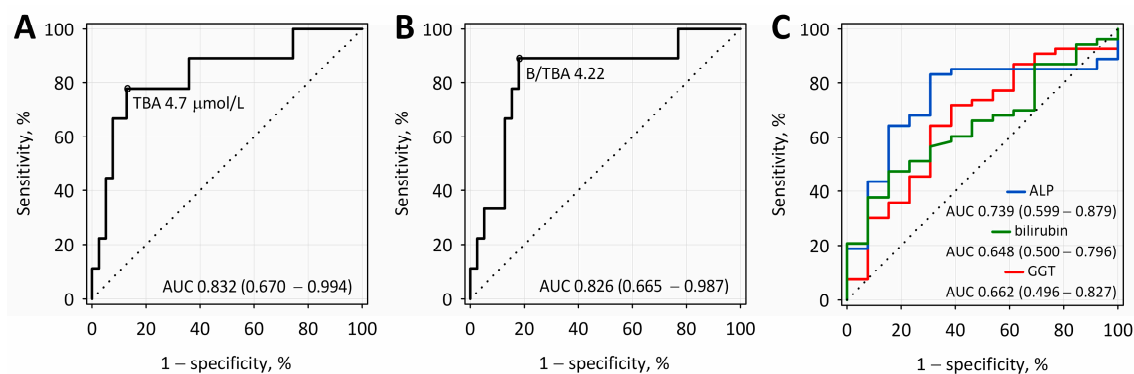 A
100
80
60
40
20
0
Sensitivity, %
TBA 4.7 μmol/L
AUC 0.832 (0.670 – 0.994)
0 20 40 60 80 100
1 – specificity, %
B
100
80
60
40
20
0
Sensitivity, %
B/TBA 4.22
AUC 0.826 (0.665 – 0.987)
0 20 40 60 80 100
1 – specificity, %
C
100
80
60
40
20
0
Sensitivity, %
ALP
AUC 0.739 (0.599 – 0.879)
bilirubin
AUC 0.648 (0.500 – 0.796)
GGT
AUC 0.662 (0.496 – 0.827)
0 20 40 60 80 100
1 – specificity, %